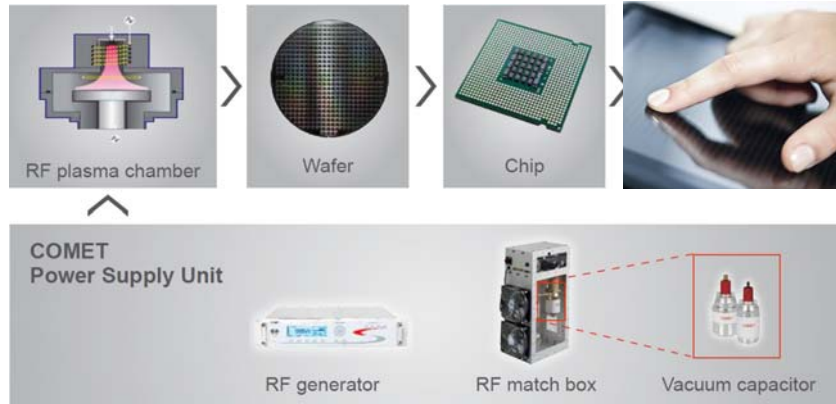 RF plasma chamber
Wafer
Chip
COMET
Power Supply Unit
RF generator
RF match box
Vacuum capacitor